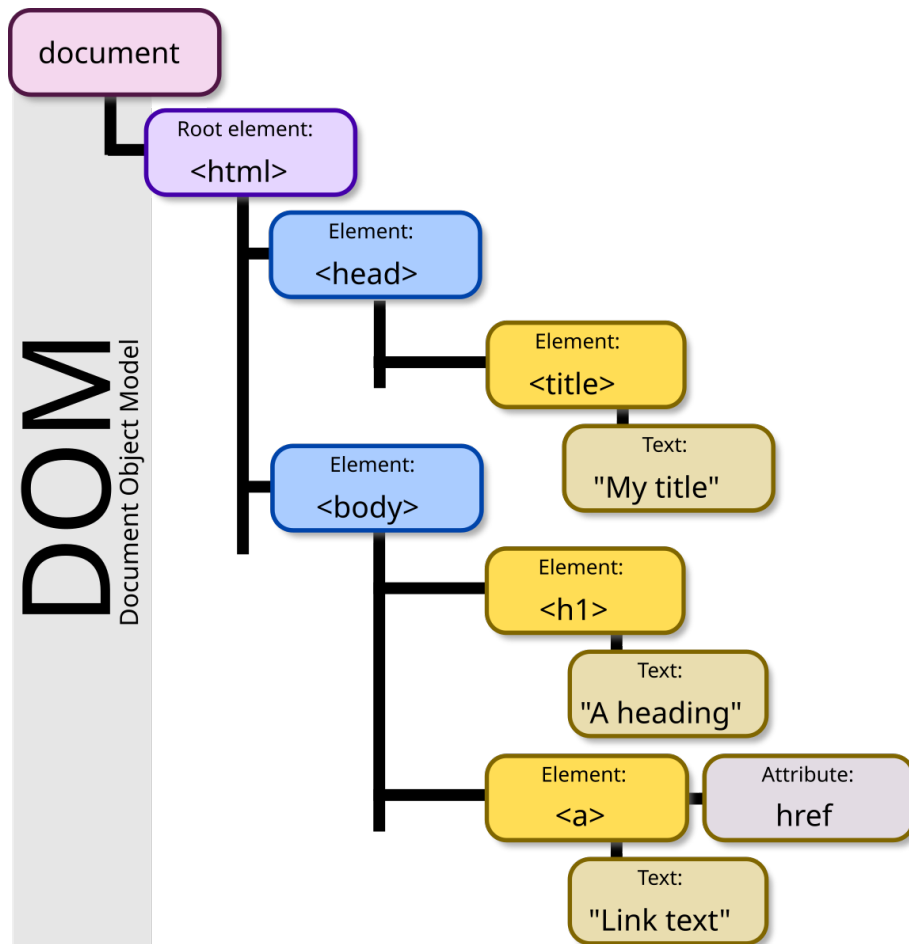 document
Root element:
<html>
Element:
<head>
Element:
<title>
Text:
"My title"
Element:
<body>
Element:
<h1>
Text:
"A heading"
Element:
<a>
Attribute:
href
Text:
"Link text"
DOM
Document Object Model